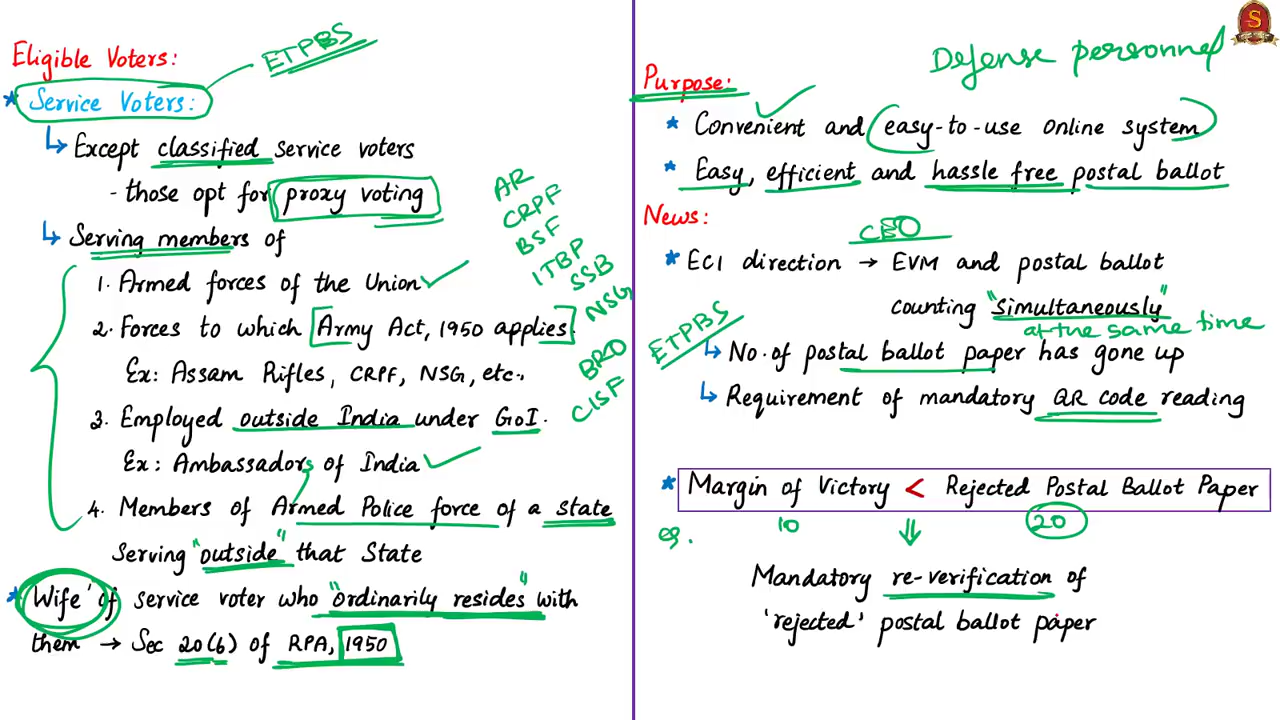 Eligible Voters:
ETPBS
* Service Voters:
↳ Except classified service voters
- those opt for proxy voting
↳ Serving members of
1. Armed forces of the Union
2. Forces to which Army Act, 1950 applies.
Ex: Assam Rifles, CRPF, NSG, etc.,
3. Employed outside India under GoI.
Ex: Ambassadors of India
4. Members of Armed Police force of a state
Serving "outside" that State
* 'Wife' of service voter who "ordinarily resides" with
them → Sec 20(6) of RPA, 1950
AR
CRPF
BSF
ITBP
SSB
NSG
BRO
CISF
Defense personnel
Purpose:
* Convenient and easy-to-use online system
* Easy, efficient and hassle free postal ballot
News:
* ECI direction → EVM and postal ballot
counting "simultaneously"
at the same time
ETPBS
↳ No. of postal ballot paper has gone up
↳ Requirement of mandatory QR code reading
* Margin of Victory < Rejected Postal Ballot Paper
eg. 10 ⇓ 20
Mandatory re-verification of
'rejected' postal ballot paper